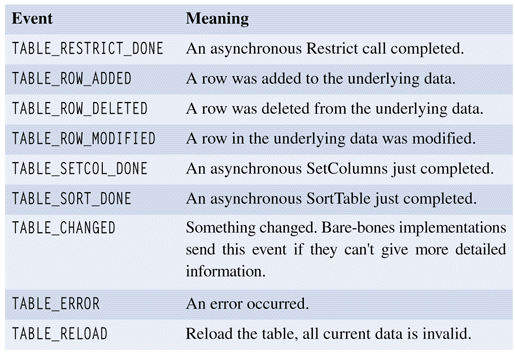 Event Meaning
TABLE_RESTRICT_DONE An asynchronous Restrict call completed.
TABLE_ROW_ADDED A row was added to the underlying data.
TABLE_ROW_DELETED A row was deleted from the underlying data.
TABLE_ROW_MODIFIED A row in the underlying data was modified.
TABLE_SETCOL_DONE An asynchronous SetColumns just completed.
TABLE_SORT_DONE An asynchronous SortTable just completed.
TABLE_CHANGED Something changed. Bare-bones implementations
send this event if they can't give more detailed
information.
TABLE_ERROR An error occurred.
TABLE_RELOAD Reload the table, all current data is invalid.